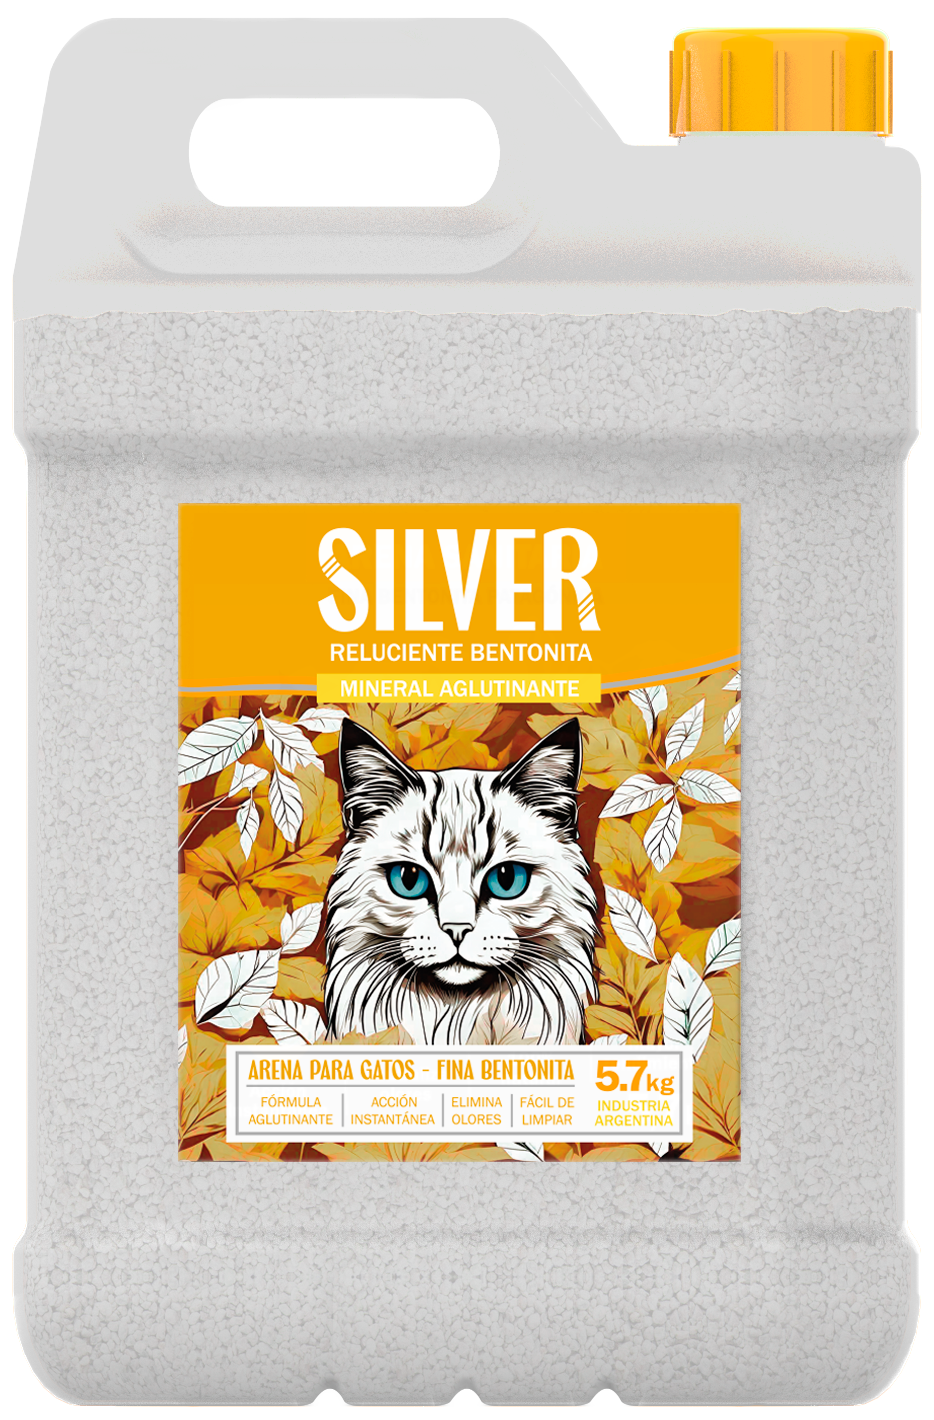 SILVER
RELUCIENTE BENTONITA
MINERAL AGLUTINANTE
ARENA PARA GATOS - FINA BENTONITA
5.7kg
FÓRMULA
AGLUTINANTE
ACCIÓN
INSTANTÁNEA
ELIMINA
OLORES
FÁCIL DE
LIMPIAR
INDUSTRIA
ARGENTINA